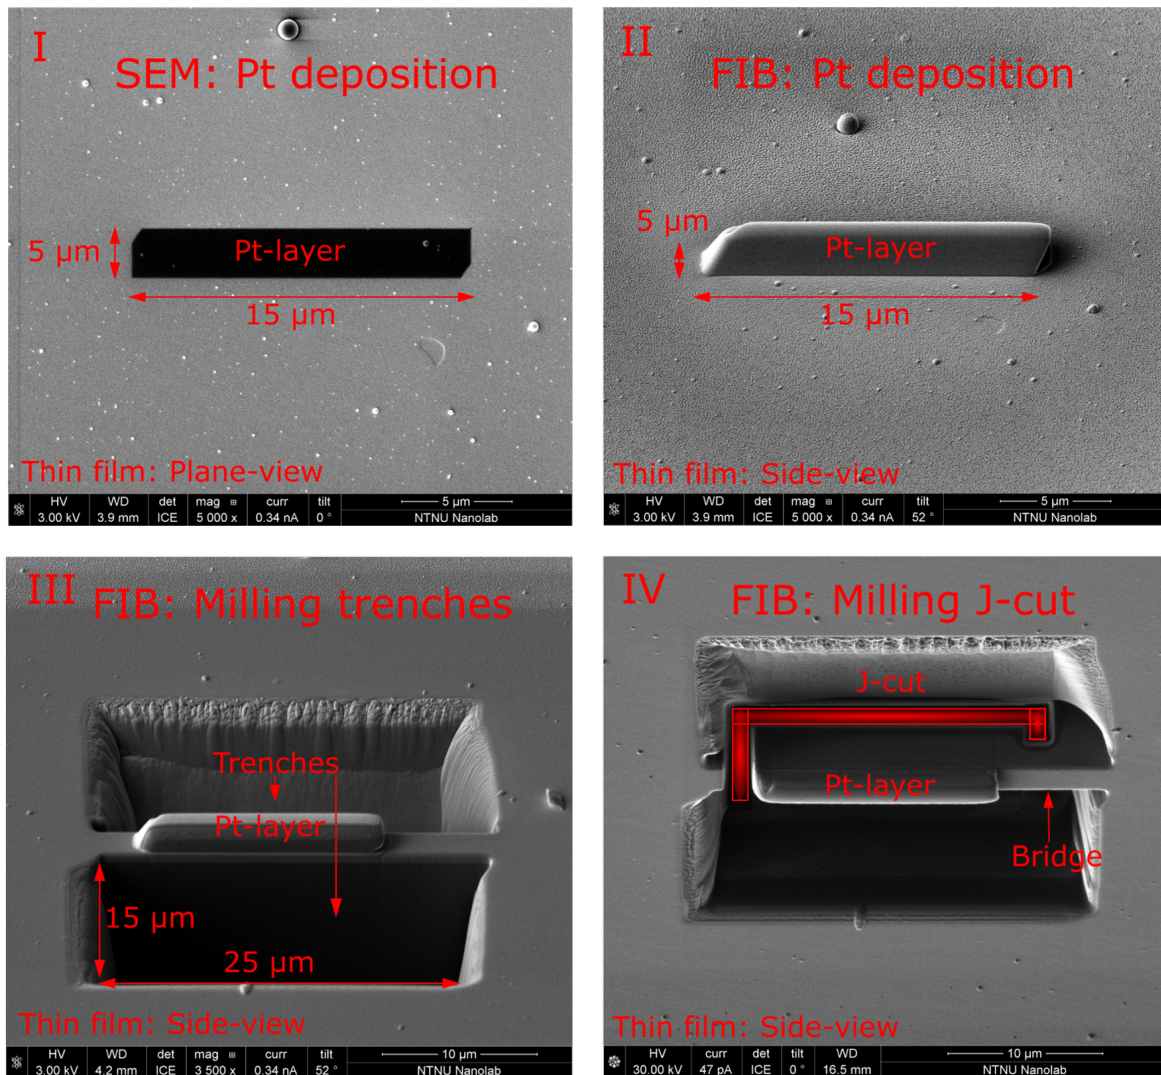 I
SEM: Pt deposition
Pt-layer
5 μm
15 μm
Thin film: Plane-view
HV WD det mag curr tilt 5 μm
3.00 kV 3.9 mm ICE 5 000 x 0.34 nA 0 ° NTNU Nanolab
II
FIB: Pt deposition
5 μm
Pt-layer
15 μm
Thin film: Side-view
HV WD det mag curr tilt 5 μm
3.00 kV 3.9 mm ICE 5 000 x 0.34 nA 52 ° NTNU Nanolab
III
FIB: Milling trenches
Trenches
Pt-layer
15 μm
25 μm
Thin film: Side-view
HV WD det mag curr tilt 10 μm
3.00 kV 4.2 mm ICE 3 500 x 0.34 nA 52 ° NTNU Nanolab
IV
FIB: Milling J-cut
J-cut
Pt-layer
Bridge
Thin film: Side-view
HV curr det tilt mag WD 10 μm
30.00 kV 47 pA ICE 0 ° 3 500 x 16.5 mm NTNU Nanolab